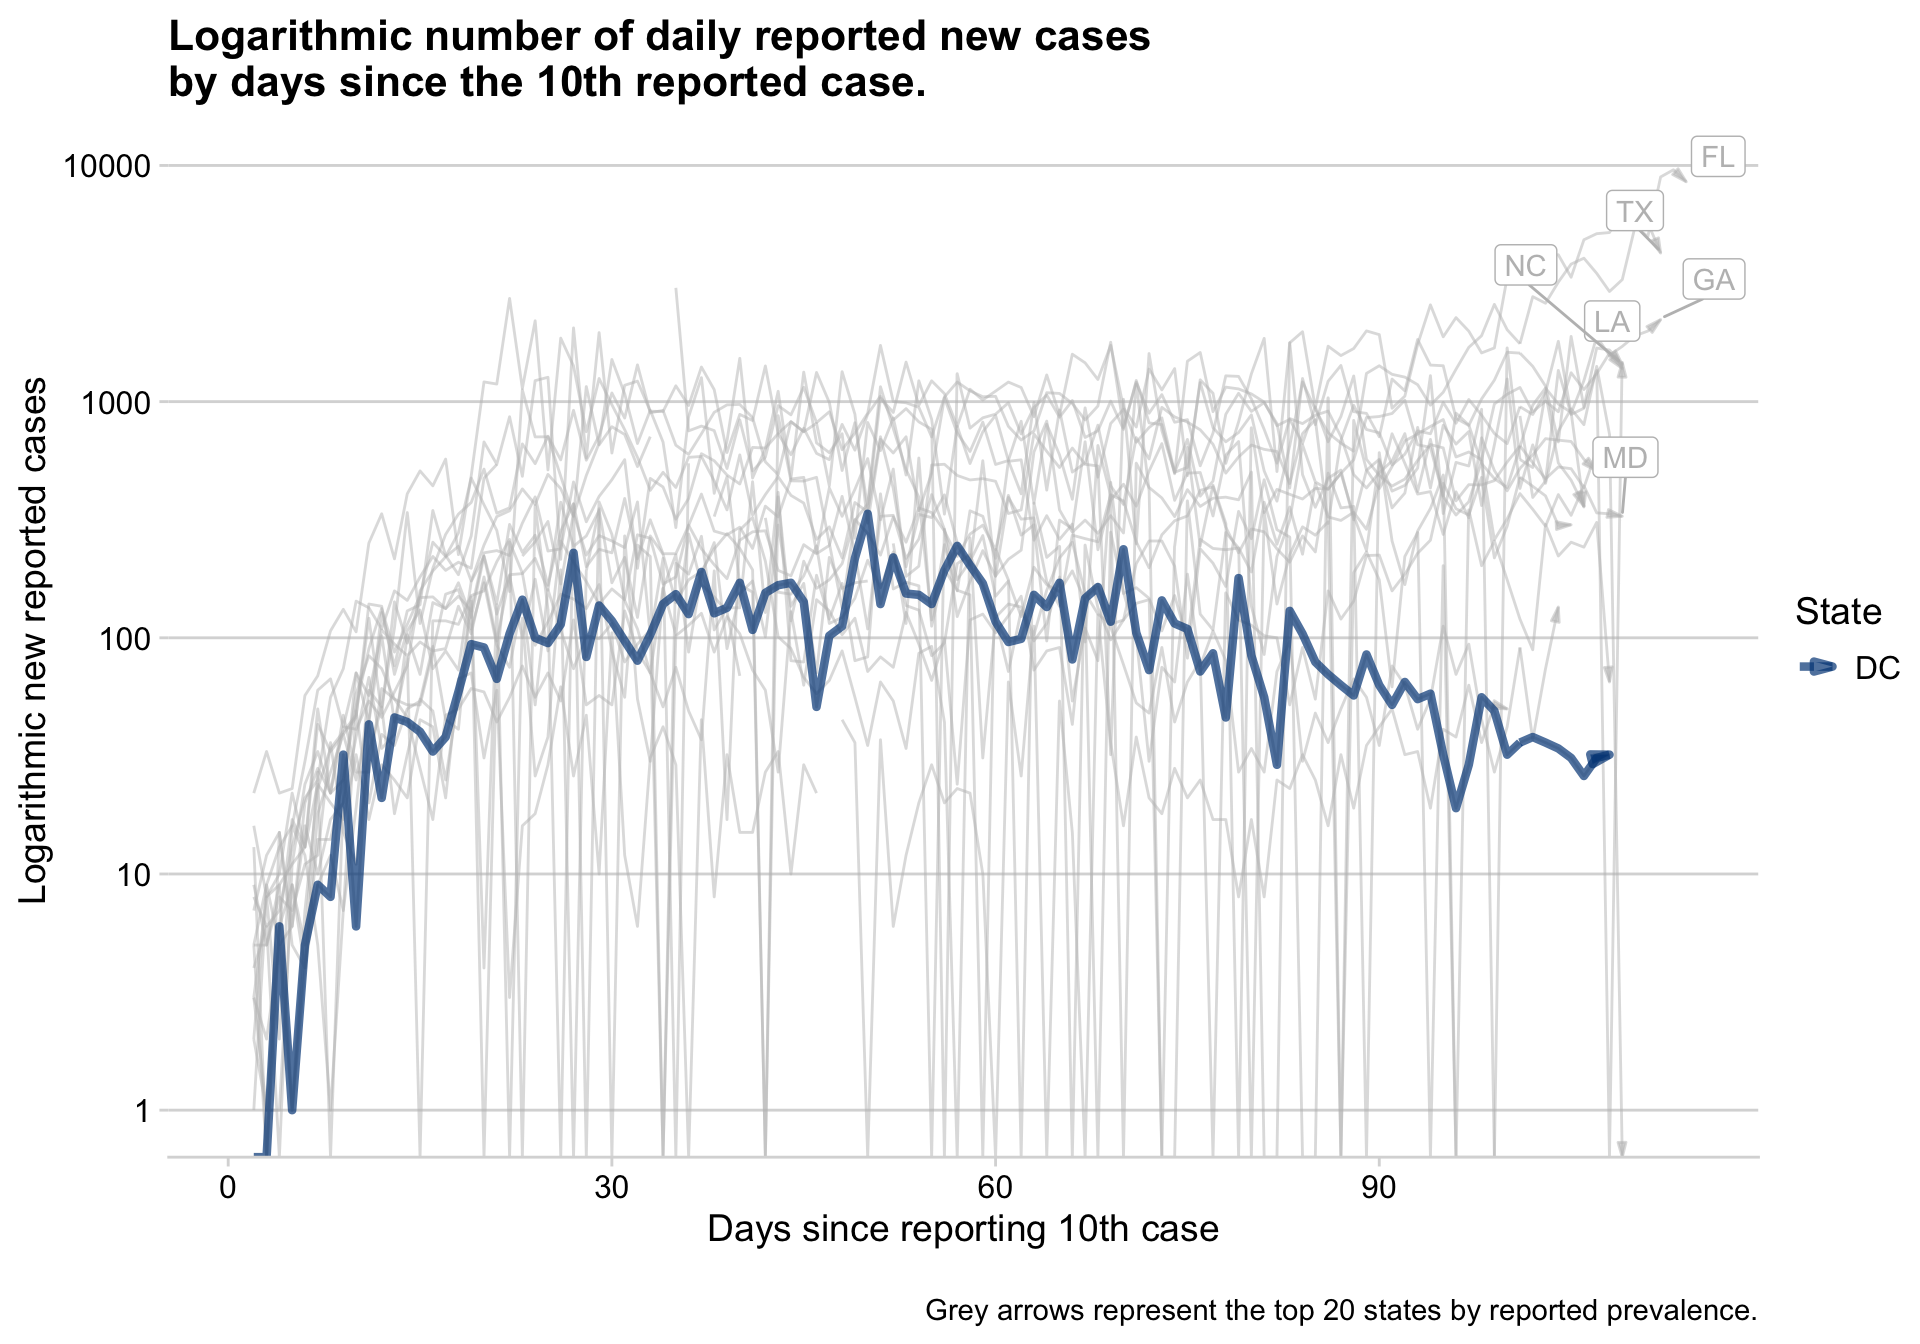 Logarithmic number of daily reported new cases
by days since the 10th reported case.
10000
1000
100
10
1
Logarithmic new reported cases
FL
TX
NC
GA
LA
MD
State
DC
0
30
60
90
Days since reporting 10th case
Grey arrows represent the top 20 states by reported prevalence.